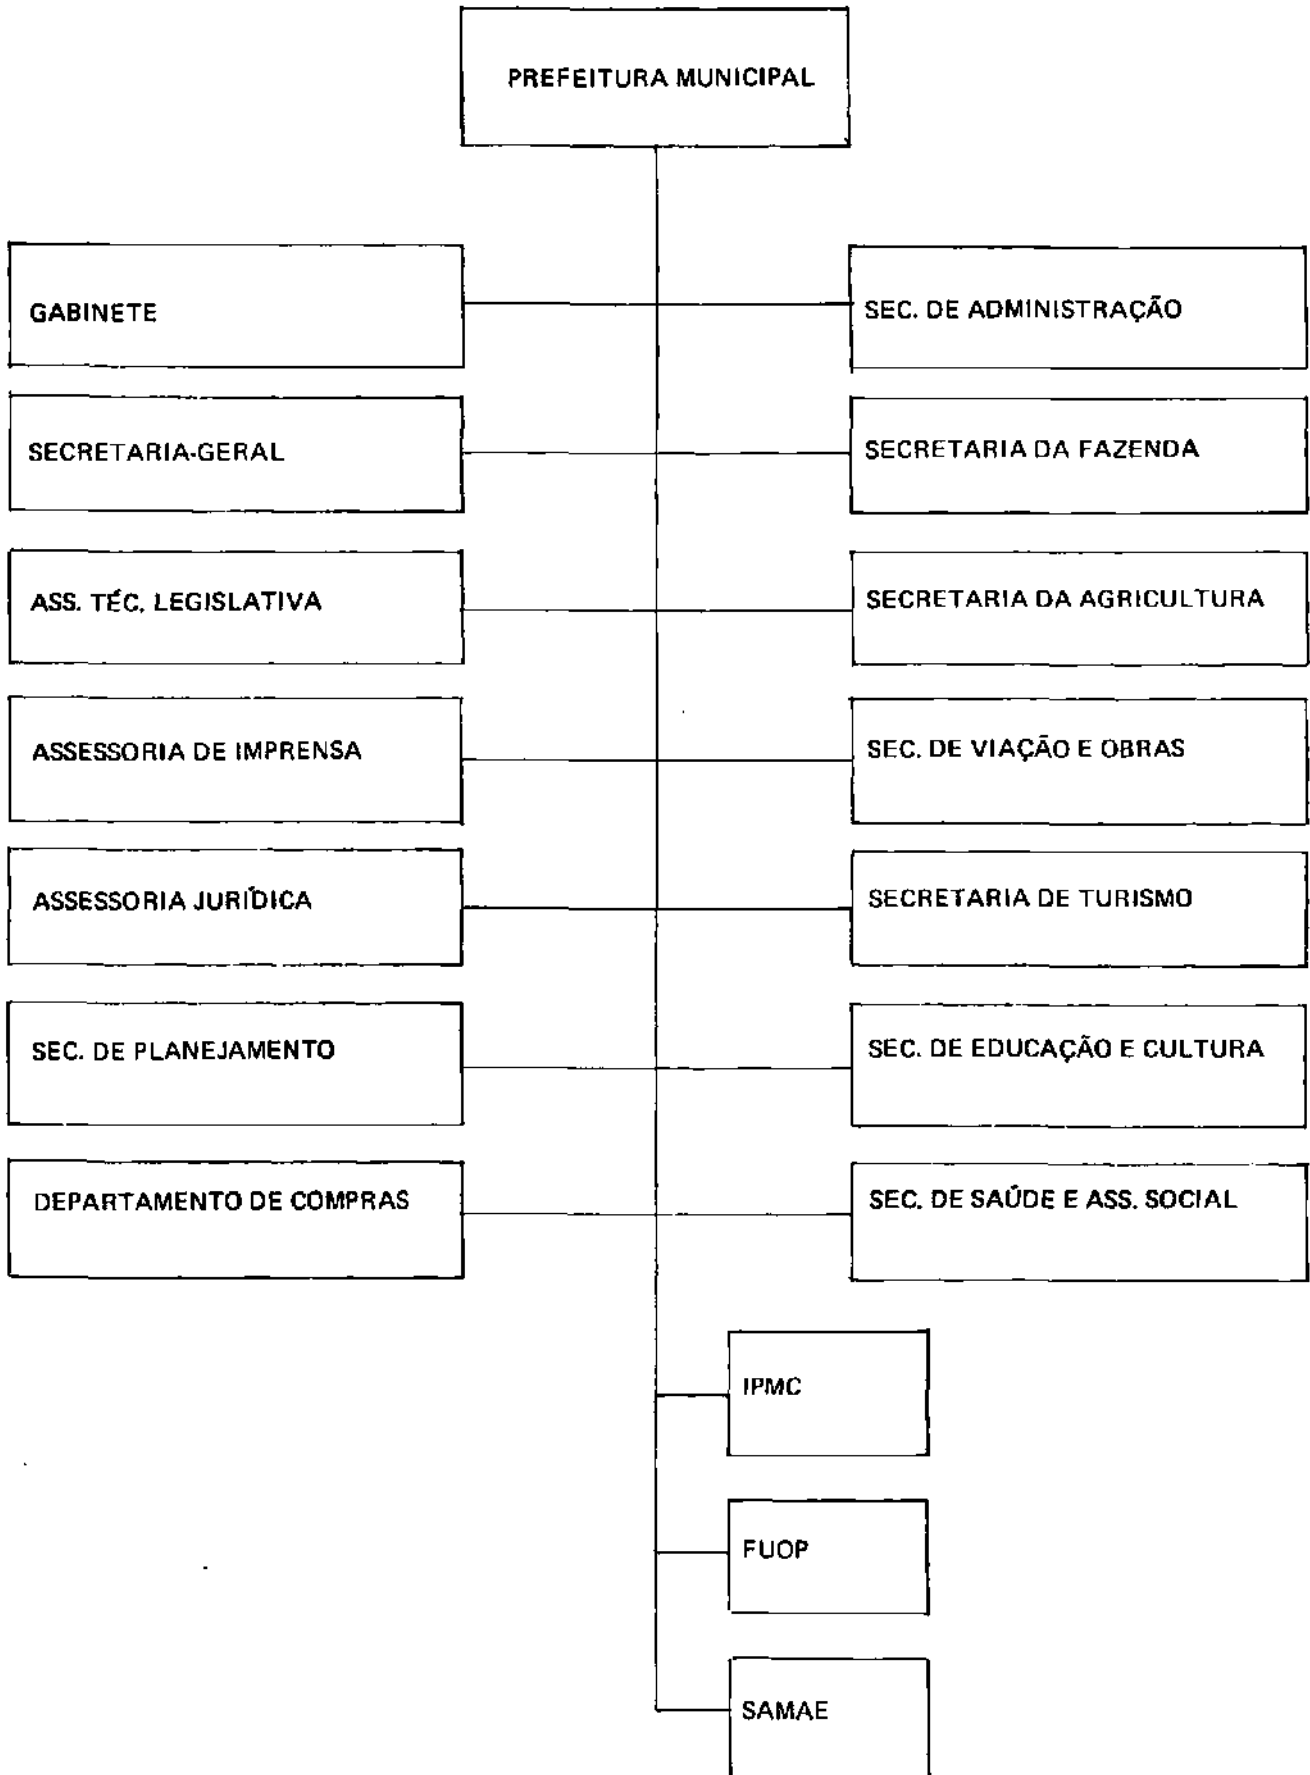 PREFEITURA MUNICIPAL
GABINETE
SEC. DE ADMINISTRAÇÃO
SECRETARIA-GERAL
SECRETARIA DA FAZENDA
ASS. TÉC. LEGISLATIVA
SECRETARIA DA AGRICULTURA
ASSESSORIA DE IMPRENSA
SEC. DE VIAÇÃO E OBRAS
ASSESSORIA JURÍDICA
SECRETARIA DE TURISMO
SEC. DE PLANEJAMENTO
SEC. DE EDUCAÇÃO E CULTURA
DEPARTAMENTO DE COMPRAS
SEC. DE SAÚDE E ASS. SOCIAL
IPMC
FUOP
SAMAE